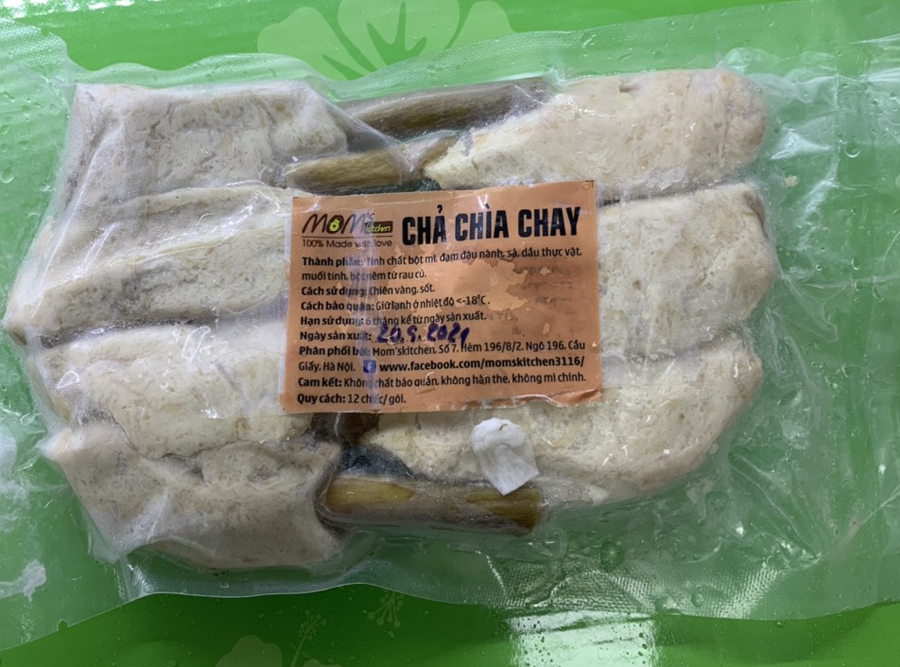 MOM's Kitchen
100% Made with love
CHẢ CHÌA CHAY
Thành phần: Tinh chất bột mì, đạm đậu nành, sả, dầu thực vật,
muối tinh, bột nêm từ rau củ.
Cách sử dụng: Chiên vàng, sốt.
Cách bảo quản: Giữ lạnh ở nhiệt độ <-18°C.
Hạn sử dụng: 6 tháng kể từ ngày sản xuất.
Ngày sản xuất: 20.9.2021
Phân phối bởi: Mom'skitchen. Số 7. Hẻm 196/8/2. Ngõ 196. Cầu
Giấy. Hà Nội. f www.facebook.com/momskitchen3116/
Cam kết: Không chất bảo quản, không hàn the, không mì chính.
Quy cách: 12 chiếc/ gói.